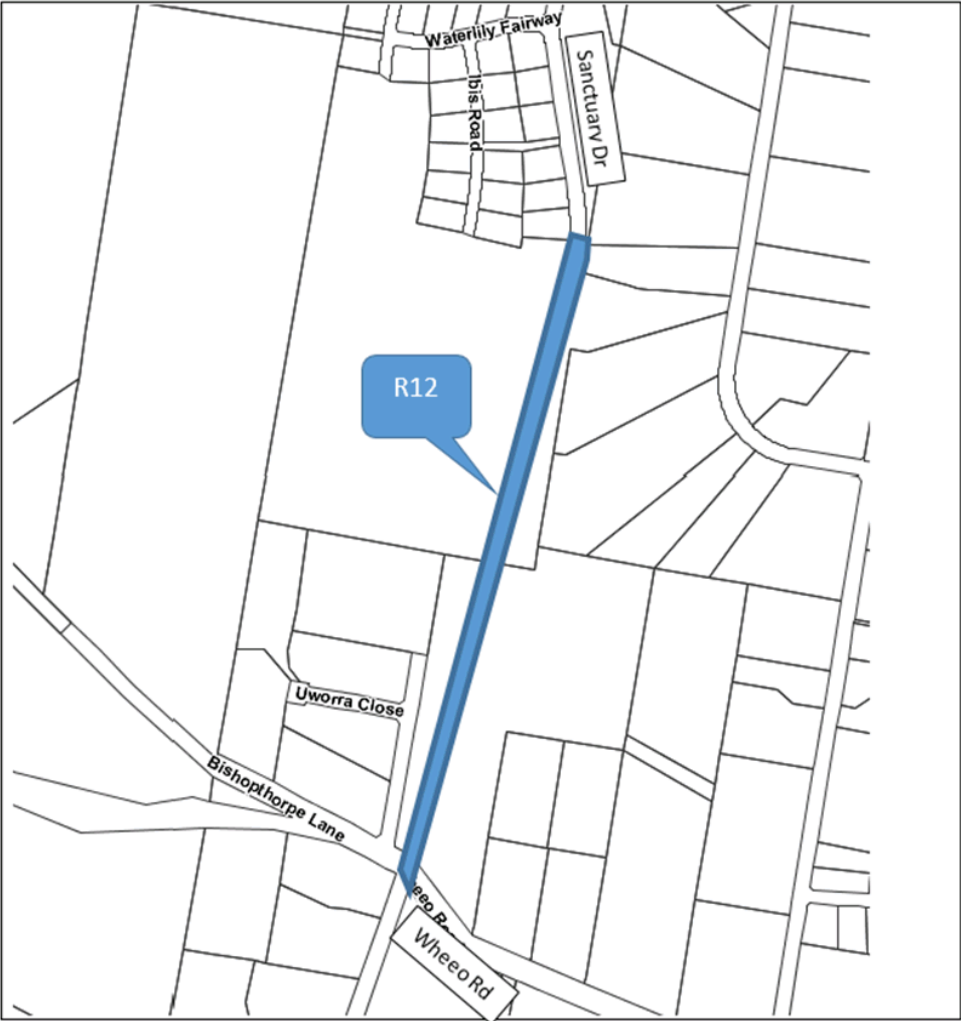 Waterlily Fairway
Sanctuary Dr
Ibis Road
R12
Uworra Close
Bishopthorpe Lane
Wheeo Rd